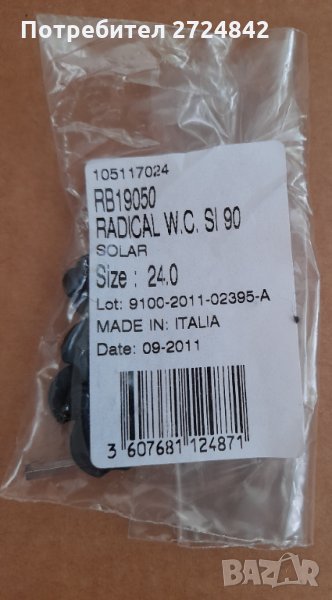 Потребител 2724842
105117024
RB19050
RADICAL W.C. SI 90
SOLAR
Size : 24.0
Lot: 9100-2011-02395-A
MADE IN: ITALIA
Date: 09-2011
3 607681 124871
BAZAR